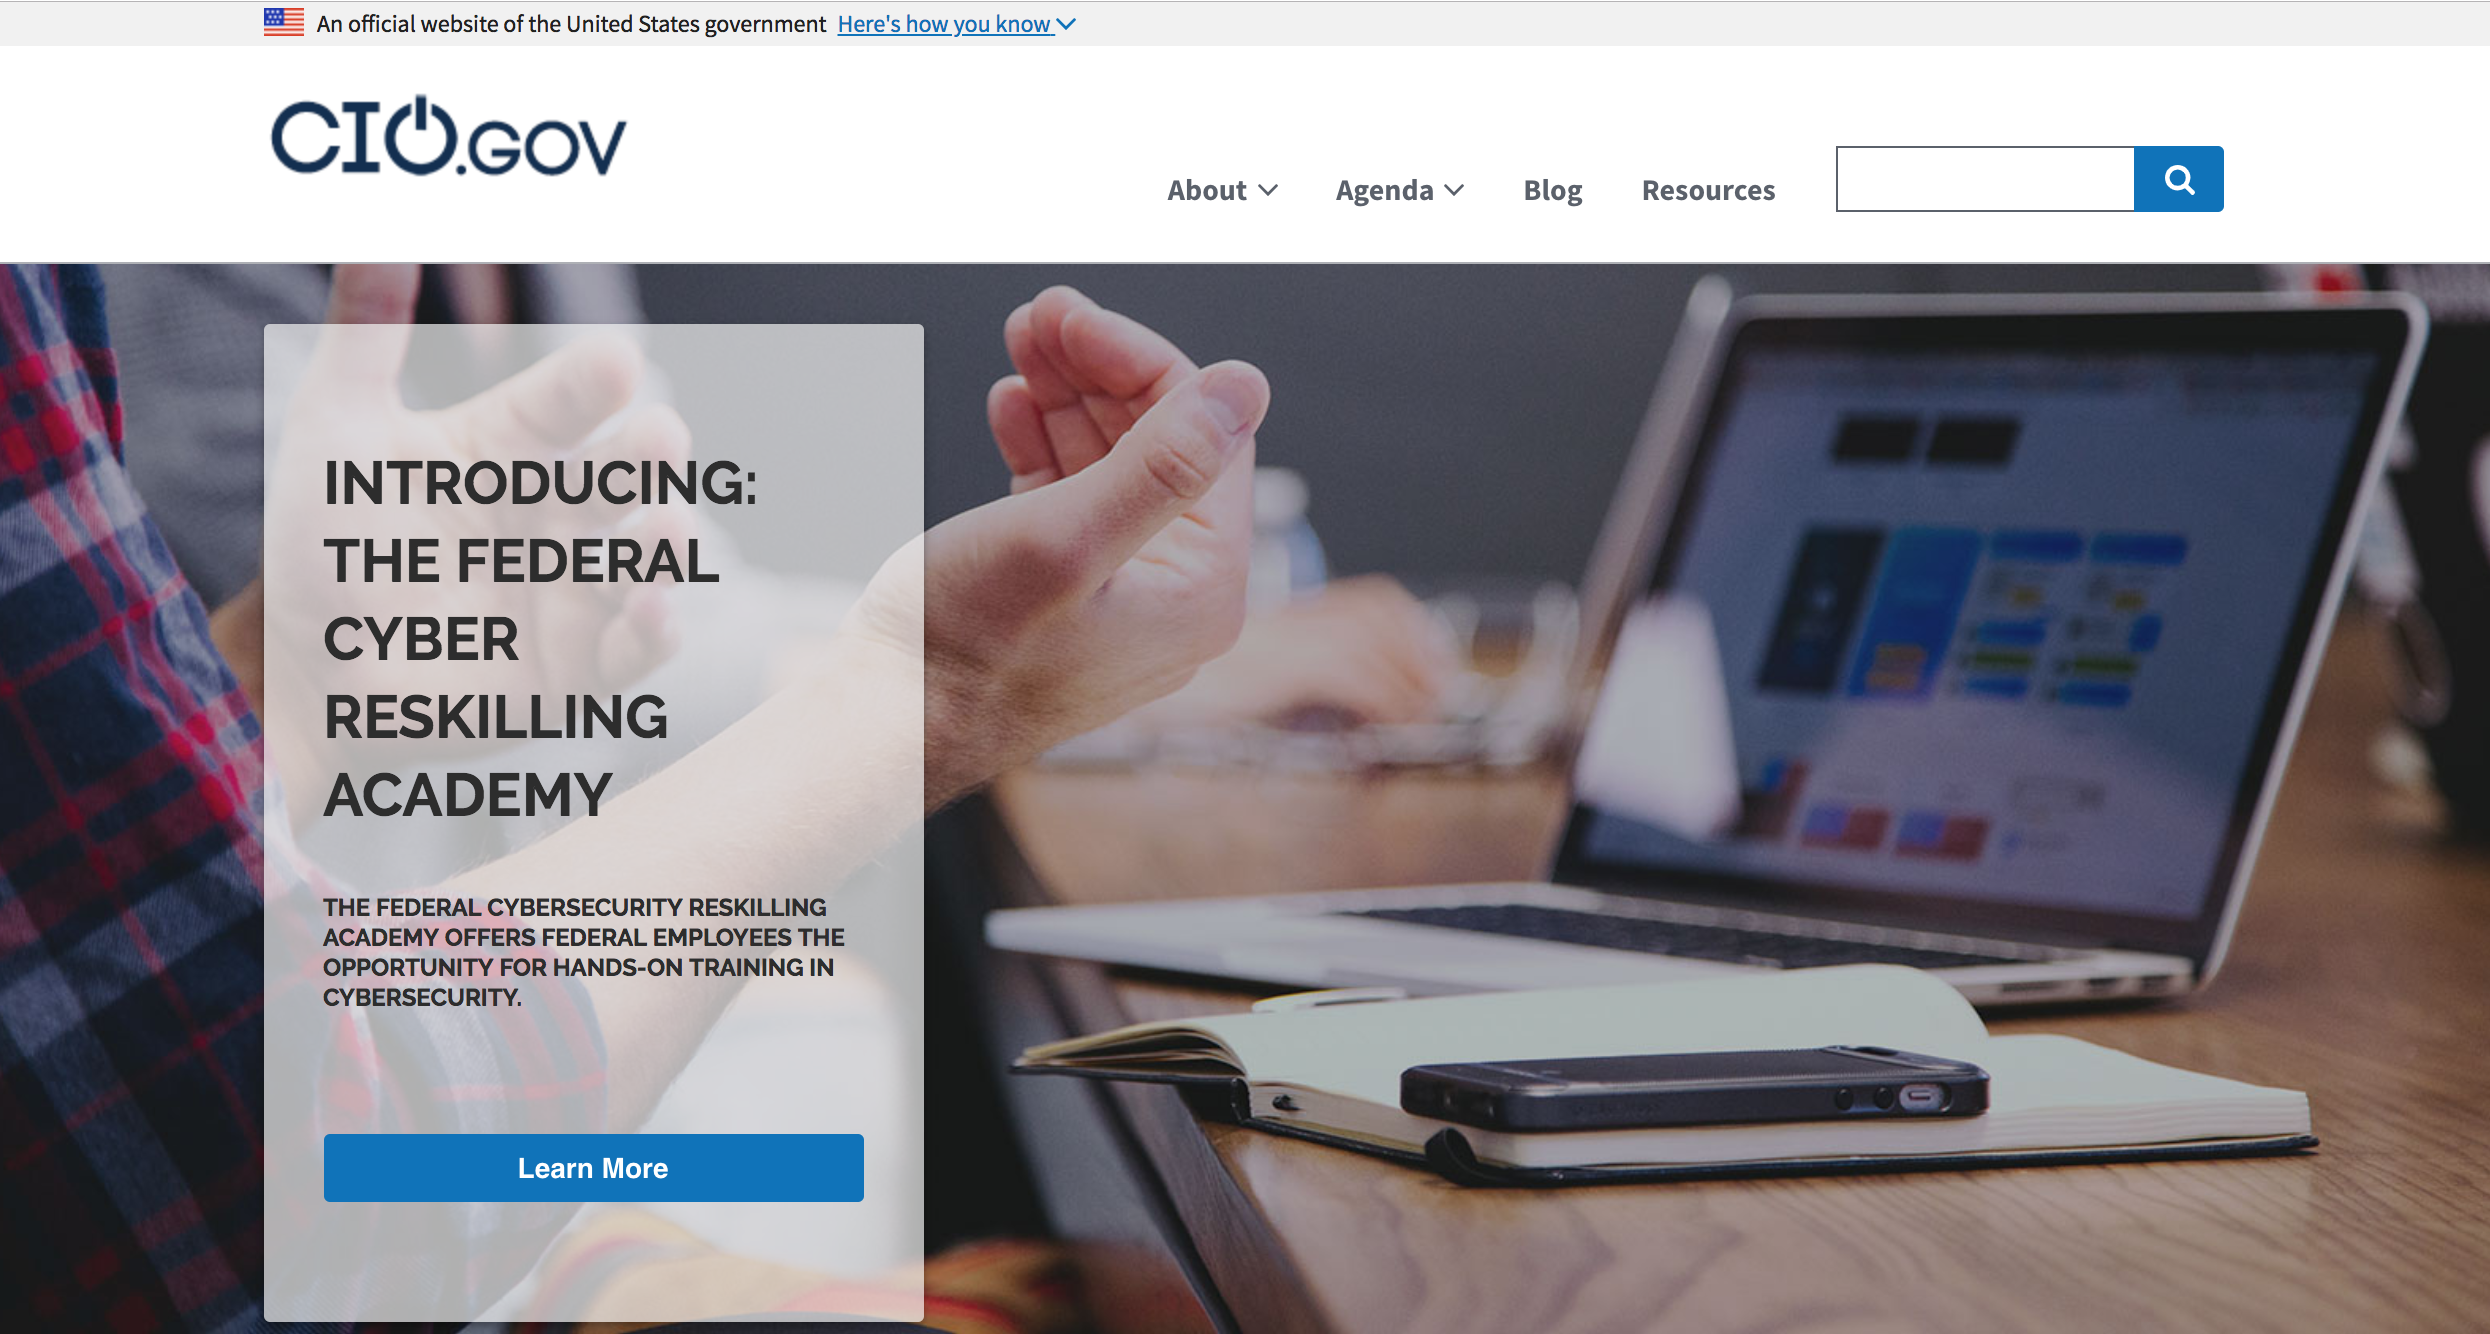 An official website of the United States government Here's how you know
CIO.GOV
About Agenda Blog Resources
INTRODUCING:
THE FEDERAL
CYBER
RESKILLING
ACADEMY
THE FEDERAL CYBERSECURITY RESKILLING
ACADEMY OFFERS FEDERAL EMPLOYEES THE
OPPORTUNITY FOR HANDS-ON TRAINING IN
CYBERSECURITY.
Learn More